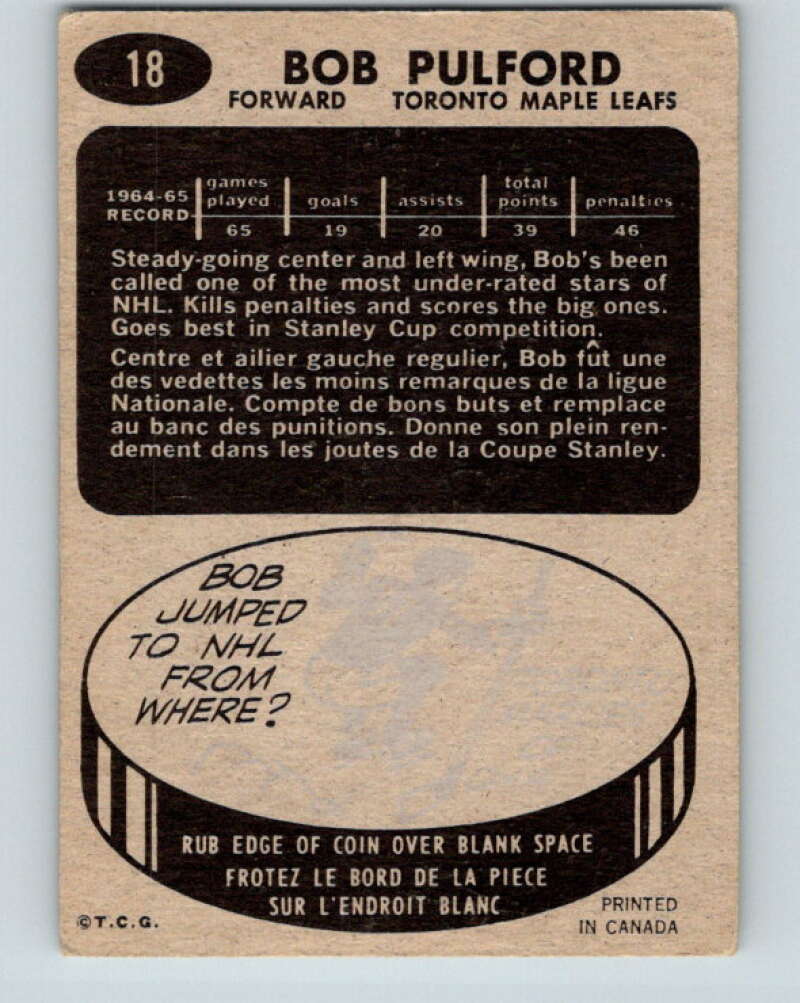 18
BOB PULFORD
FORWARD TORONTO MAPLE LEAFS
1964-65 RECORD games played goals assists total points penalties
65 19 20 39 46
Steady-going center and left wing, Bob's been
called one of the most under-rated stars of
NHL. Kills penalties and scores the big ones.
Goes best in Stanley Cup competition.
Centre et ailier gauche regulier, Bob fût une
des vedettes les moins remarques de la ligue
Nationale. Compte de bons buts et remplace
au banc des punitions. Donne son plein ren-
dement dans les joutes de la Coupe Stanley.
BOB
JUMPED
TO NHL
FROM
WHERE?
RUB EDGE OF COIN OVER BLANK SPACE
FROTEZ LE BORD DE LA PIECE
SUR L'ENDROIT BLANC
©T.C.G.
PRINTED
IN CANADA